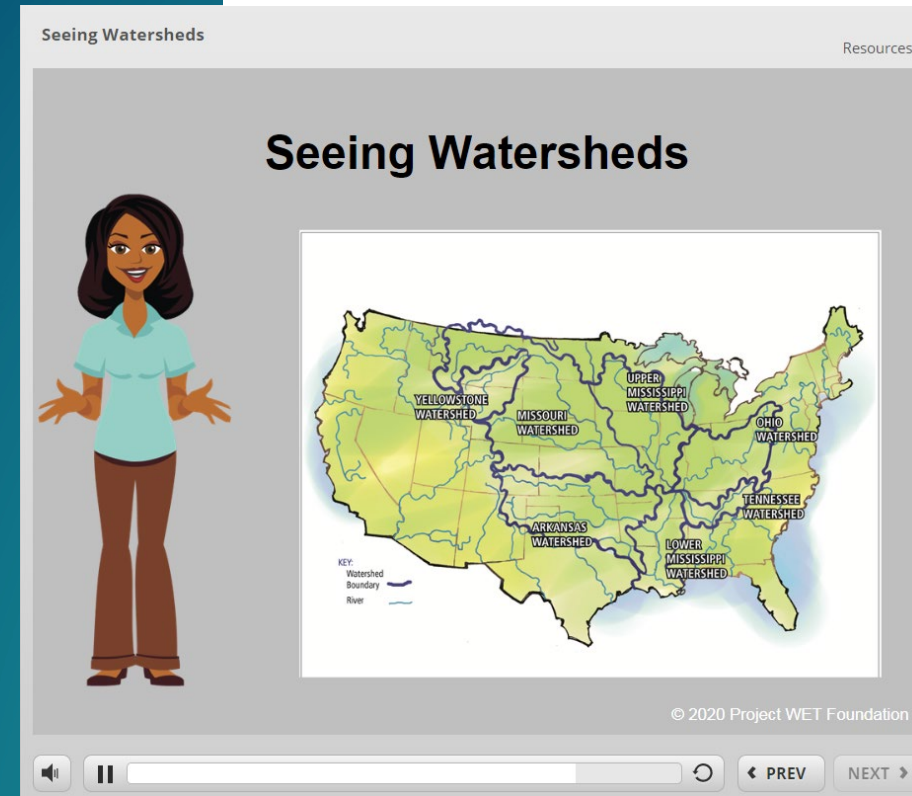 Seeing Watersheds
Resources
Seeing Watersheds
YELLOWSTONE
WATERSHED
MISSOURI
WATERSHED
UPPER
MISSISSIPPI
WATERSHED
OHIO
WATERSHED
TENNESSEE
WATERSHED
ARKANSAS
WATERSHED
LOWER
MISSISSIPPI
WATERSHED
KEY:
Watershed
Boundary
River
© 2020 Project WET Foundation
PREV
NEXT